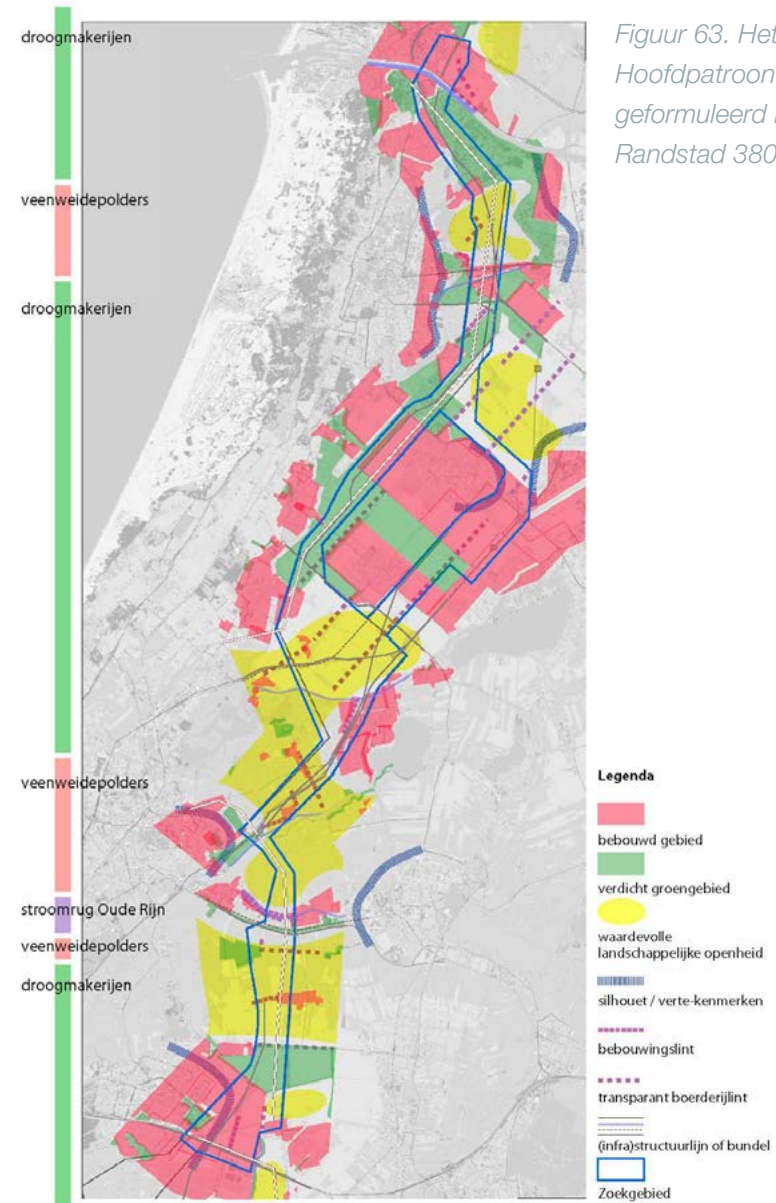 droogmakerijen
veenweidepolders
droogmakerijen
veenweidepolders
stroomrug Oude Rijn
veenweidepolders
droogmakerijen
Figuur 63. Het
Hoofdpatroon
geformuleerd
Randstad 380
Legenda
bebouwd gebied
verdicht groengebied
waardevolle
landschappelijke openheid
silhouet / verte-kenmerken
bebouwingslint
transparant boerderijlint
(infra)structuurlijn of bundel
Zoekgebied